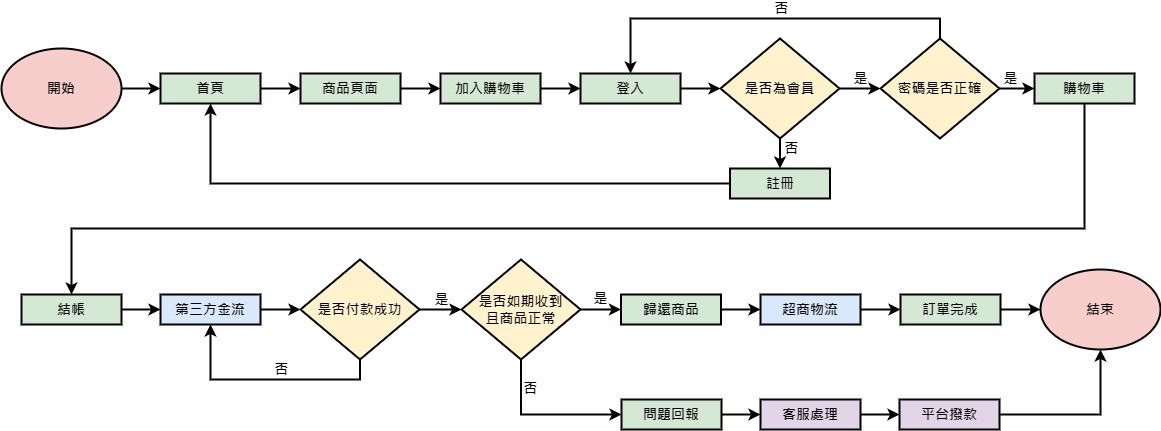 否
開始
首頁
商品頁面
加入購物車
登入
是否為會員
是
密碼是否正確
是
購物車
否
註冊
結帳
第三方金流
是否付款成功
是
是否如期收到
且商品正常
是
歸還商品
超商物流
訂單完成
結束
否
否
問題回報
客服處理
平台撥款